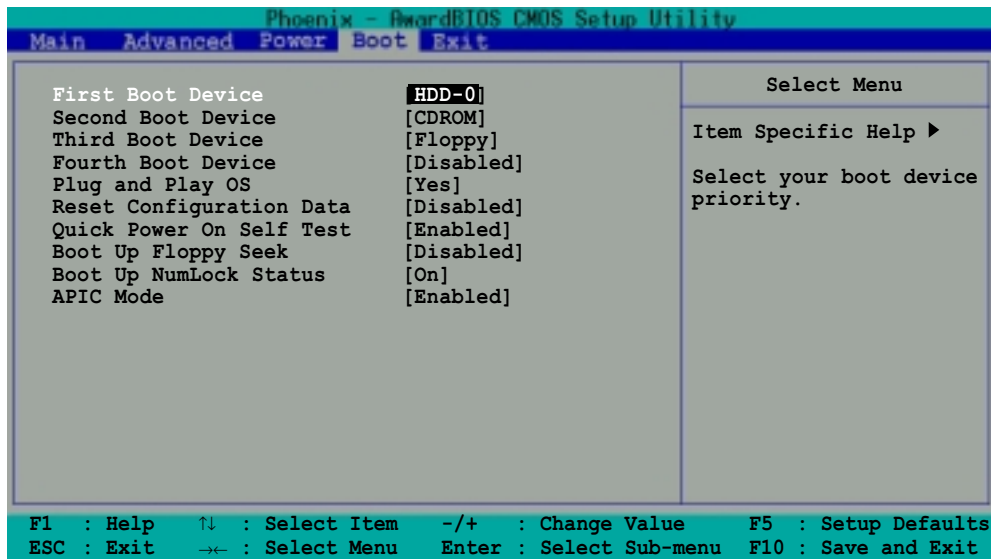 Phoenix - AwardBIOS CMOS Setup Utility
Main Advanced Power Boot Exit
First Boot Device [HDD-0]
Second Boot Device [CDROM]
Third Boot Device [Floppy]
Fourth Boot Device [Disabled]
Plug and Play OS [Yes]
Reset Configuration Data [Disabled]
Quick Power On Self Test [Enabled]
Boot Up Floppy Seek [Disabled]
Boot Up NumLock Status [On]
APIC Mode [Enabled]
Select Menu
Item Specific Help ▶
Select your boot device
priority.
F1 : Help ↑↓ : Select Item -/+ : Change Value F5 : Setup Defaults
ESC : Exit →← : Select Menu Enter : Select Sub-menu F10 : Save and Exit